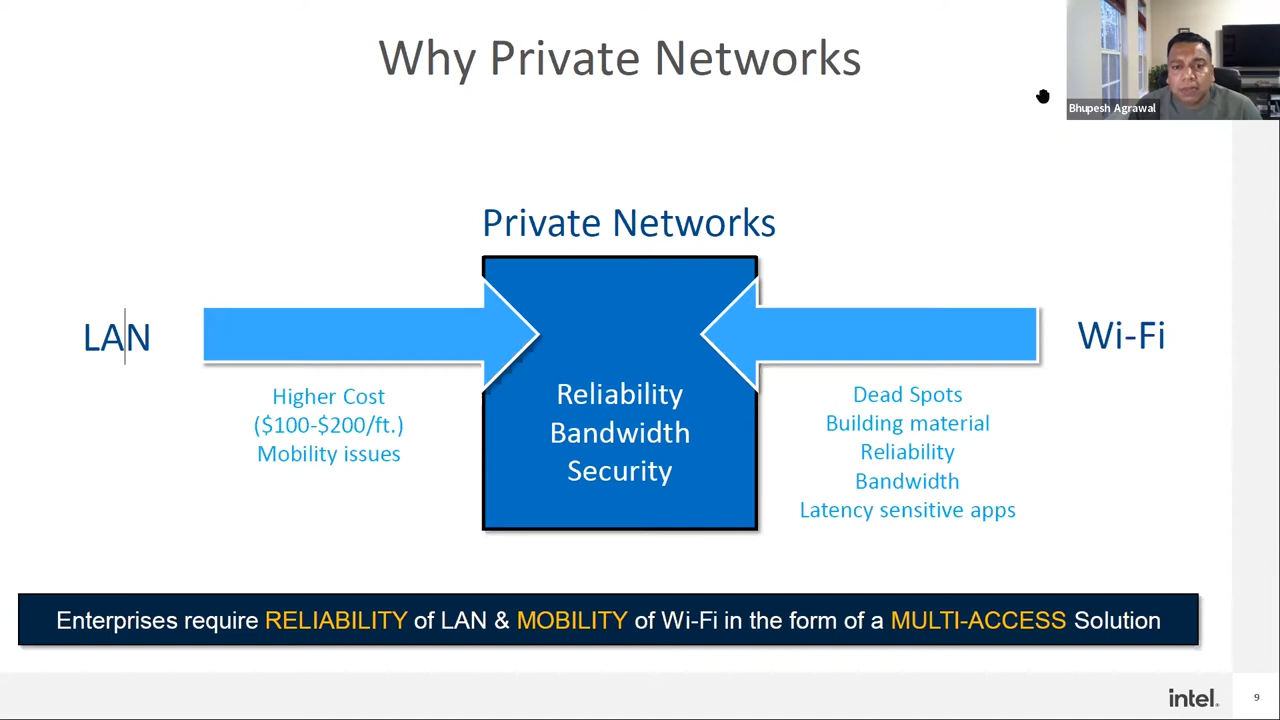 Why Private Networks
Bhupesh Agrawal
Private Networks
LAN
Wi-Fi
Higher Cost
($100-$200/ft.)
Mobility issues
Reliability
Bandwidth
Security
Dead Spots
Building material
Reliability
Bandwidth
Latency sensitive apps
Enterprises require RELIABILITY of LAN & MOBILITY of Wi-Fi in the form of a MULTI-ACCESS Solution
intel.
9